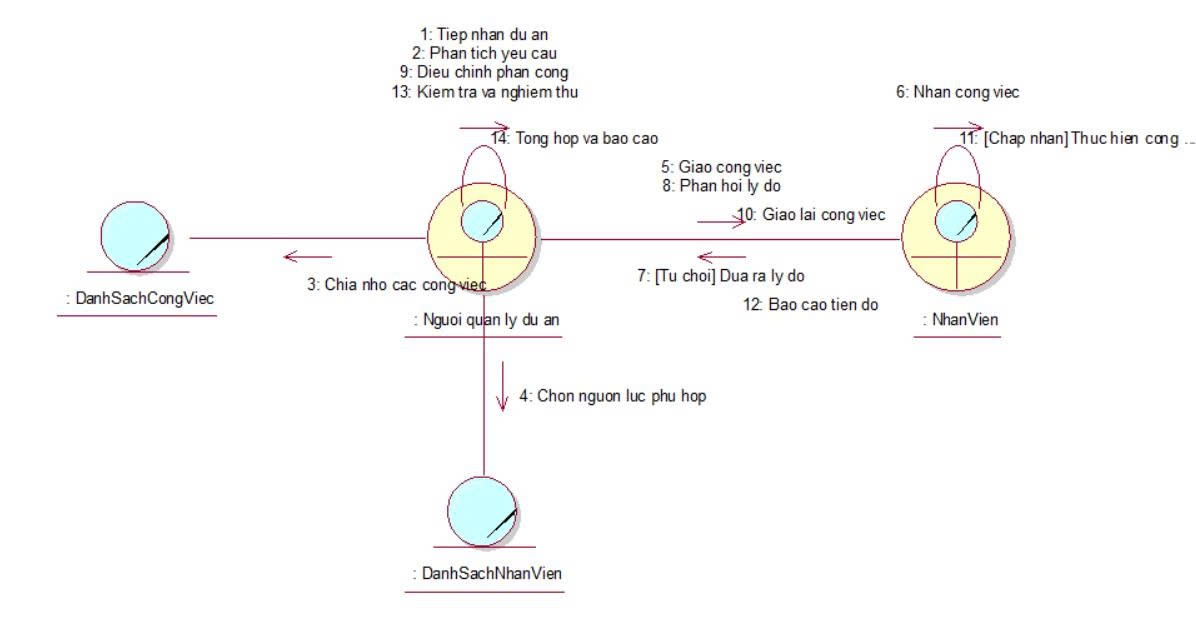 1: Tiep nhan du an
2: Phan tich yeu cau
9: Dieu chinh phan cong
13: Kiem tra va nghiem thu
14: Tong hop va bao cao
6: Nhan cong viec
11: [Chap nhan] Thuc hien cong ...
5: Giao cong viec
8: Phan hoi ly do
10: Giao lai cong viec
7: [Tu choi] Dua ra ly do
12: Bao cao tien do
3: Chia nho cac cong viec
: DanhSachCongViec
: Nguoi quan ly du an
: NhanVien
4: Chon nguon luc phu hop
: DanhSachNhanVien